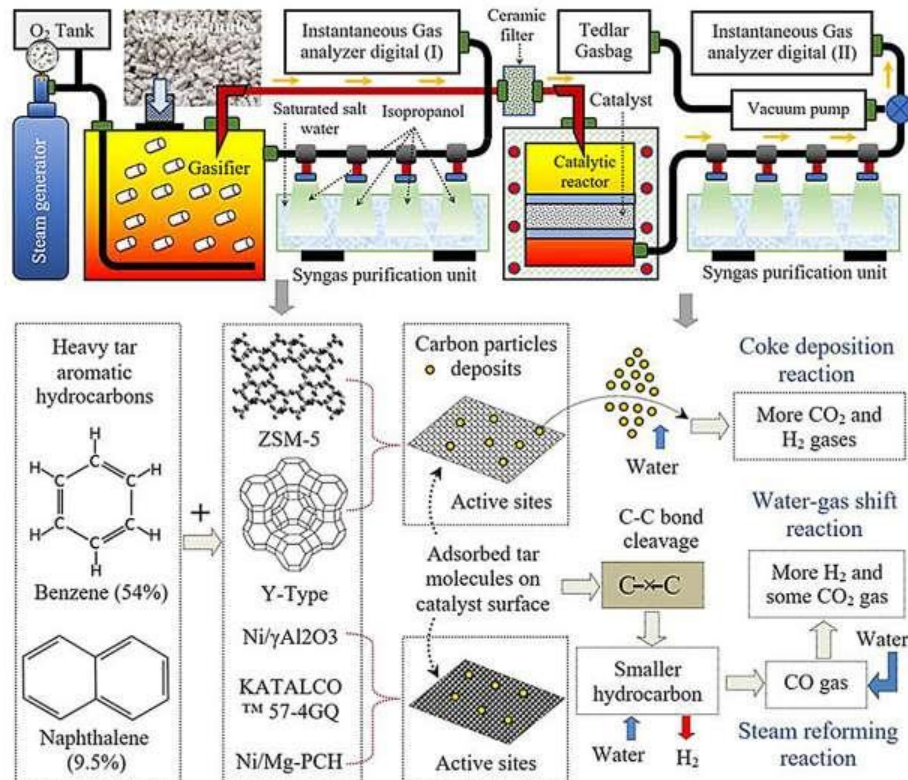 O2 Tank
Instantaneous Gas
analyzer digital (I)
Ceramic
filter
Tedlar
Gasbag
Instantaneous Gas
analyzer digital (II)
Saturated salt
water
Isopropanol
Catalyst
Vacuum pump
Steam generator
Gasifier
Catalytic
reactor
Syngas purification unit
Syngas purification unit
Heavy tar
aromatic
hydrocarbons
H
H
C
H
C
C
C
C
H
C
H
H
Benzene (54%)
Naphthalene
(9.5%)
+
ZSM-5
Y-Type
Ni/γAl2O3
KATALCO
™ 57-4GQ
Ni/Mg-PCH
Carbon particles
deposits
Active sites
Adsorbed tar
molecules on
catalyst surface
Active sites
Water
Coke deposition
reaction
More CO2 and
H2 gases
C-C bond
cleavage
C-×-C
Water-gas shift
reaction
More H2 and
some CO2 gas
Water
Smaller
hydrocarbon
CO gas
Water
H2
Steam reforming
reaction